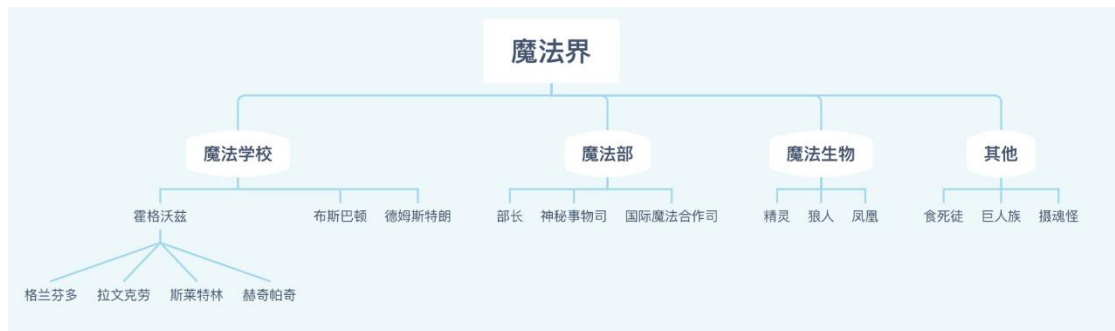 魔法界
魔法学校
魔法部
魔法生物
其他
霍格沃兹
布斯巴顿
德姆斯特朗
部长
神秘事物司
国际魔法合作司
精灵
狼人
凤凰
食死徒
巨人族
摄魂怪
格兰芬多
拉文克劳
斯莱特林
赫奇帕奇